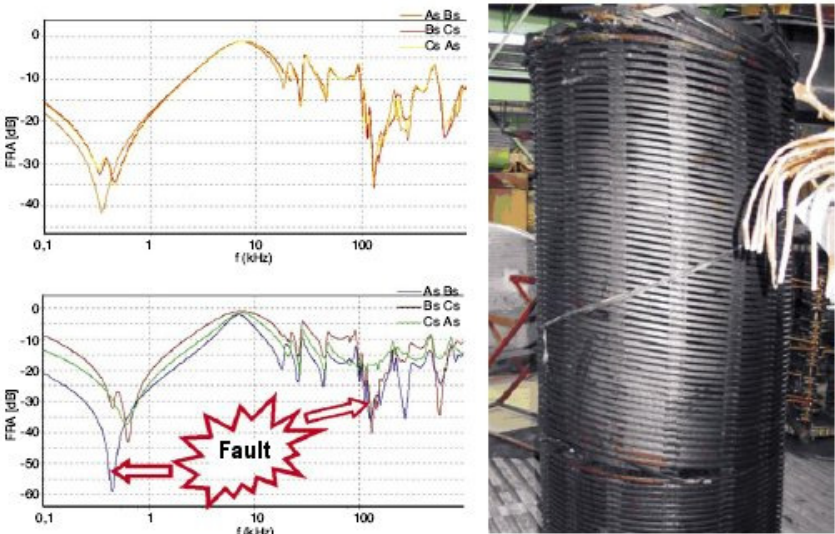 As Bs
Bs Cs
Cs As
0
-10
-20
-30
-40
FRA [dB]
0,1
1
10
100
f (kHz)
As Bs
Bs Cs
Cs As
0
-10
-20
-30
-40
-50
-60
FRA [dB]
Fault
0,1
1
10
100
f (kHz)